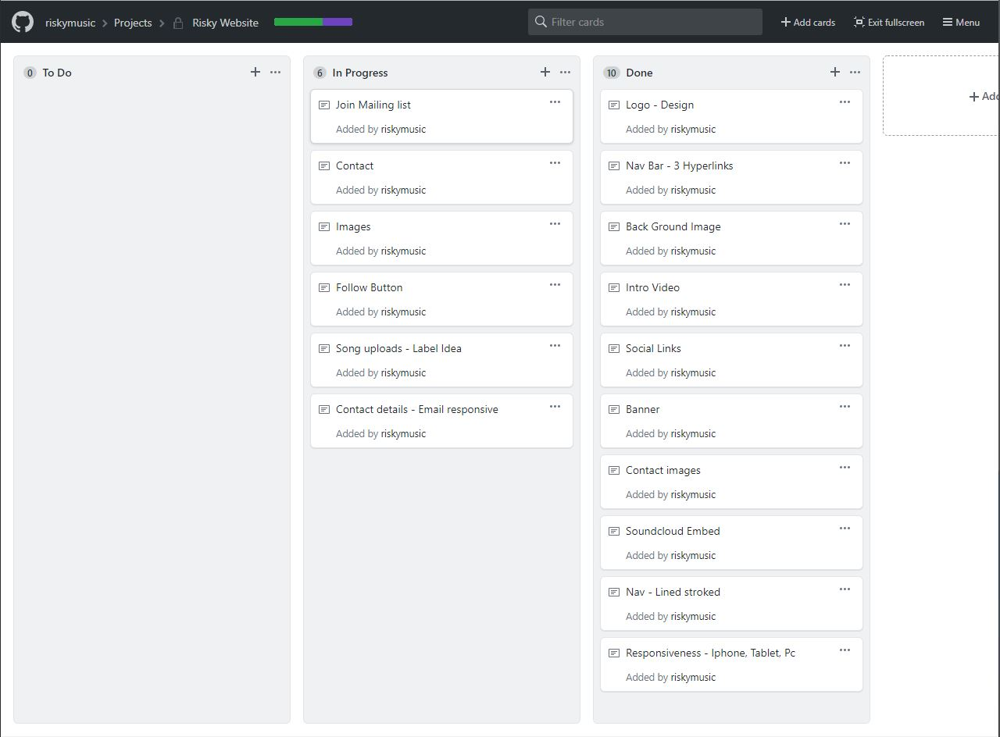 riskymusic Projects Risky Website Filter cards Add cards Exit fullscreen Menu
0 To Do
6 In Progress
Join Mailing list
Added by riskymusic
Contact
Added by riskymusic
Images
Added by riskymusic
Follow Button
Added by riskymusic
Song uploads - Label Idea
Added by riskymusic
Contact details - Email responsive
Added by riskymusic
10 Done
Logo - Design
Added by riskymusic
Nav Bar - 3 Hyperlinks
Added by riskymusic
Back Ground Image
Added by riskymusic
Intro Video
Added by riskymusic
Social Links
Added by riskymusic
Banner
Added by riskymusic
Contact images
Added by riskymusic
Soundcloud Embed
Added by riskymusic
Nav - Lined stroked
Added by riskymusic
Responsiveness - Iphone, Tablet, Pc
Added by riskymusic
Add